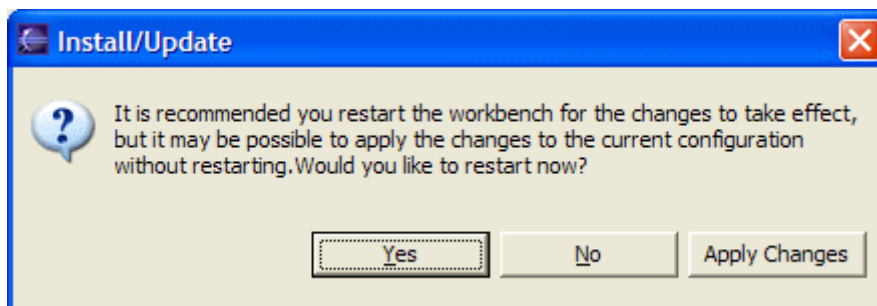 Install/Update
It is recommended you restart the workbench for the changes to take effect,
but it may be possible to apply the changes to the current configuration
without restarting.Would you like to restart now?
Yes
No
Apply Changes